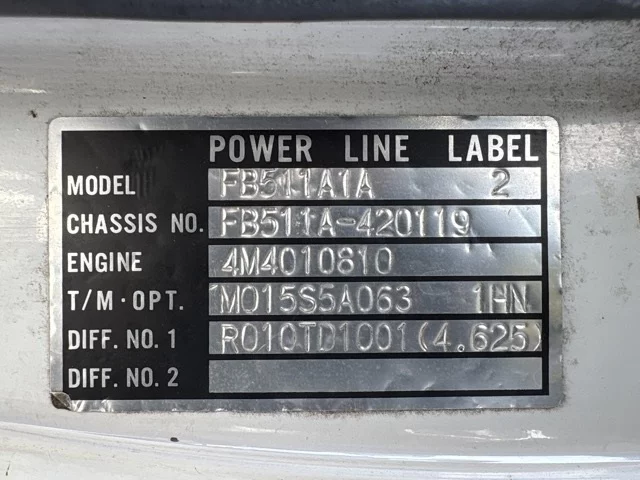 POWER LINE LABEL
MODEL FB511A1A 2
CHASSIS NO. FB511A-420119
ENGINE 4M4010810
T/M·OPT. M015S5A063 1HN
DIFF. NO. 1 R010TD1001(4.625)
DIFF. NO. 2